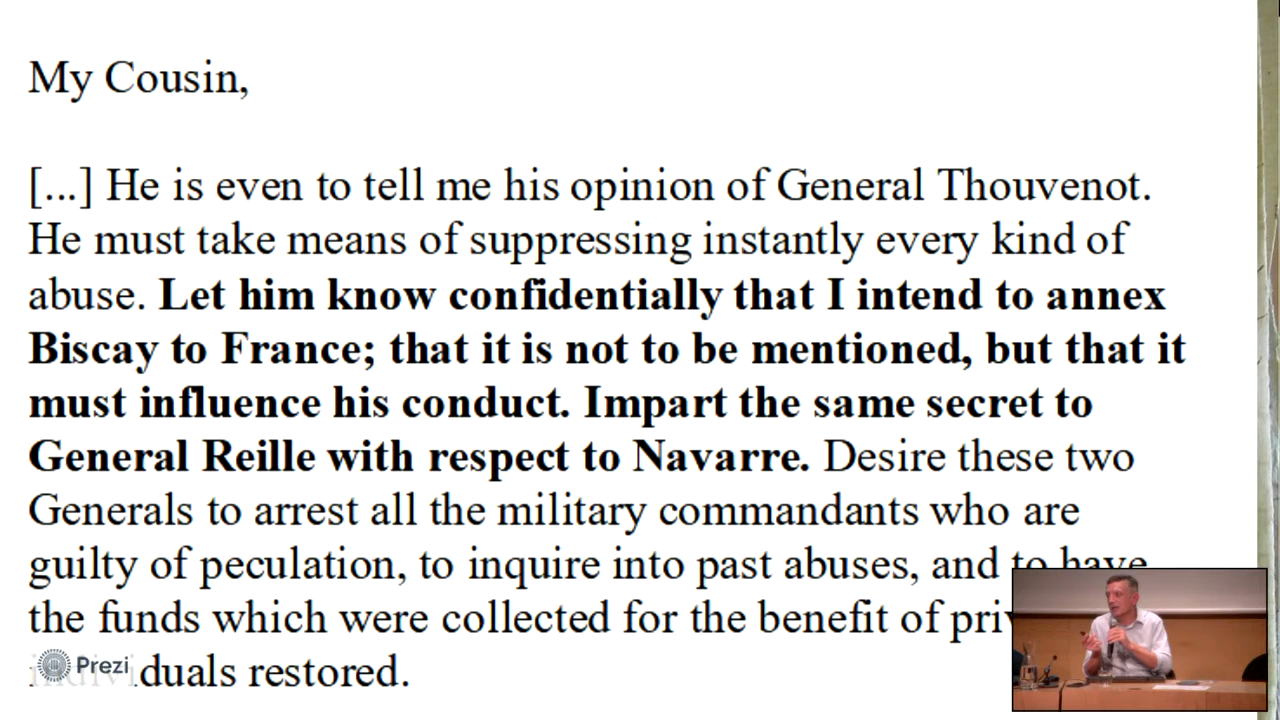 My Cousin,
[...] He is even to tell me his opinion of General Thouvenot.
He must take means of suppressing instantly every kind of
abuse. Let him know confidentially that I intend to annex
Biscay to France; that it is not to be mentioned, but that it
must influence his conduct. Impart the same secret to
General Reille with respect to Navarre. Desire these two
Generals to arrest all the military commandants who are
guilty of peculation, to inquire into past abuses, and to have
the funds which were collected for the benefit of priv
duals restored.
Prezi